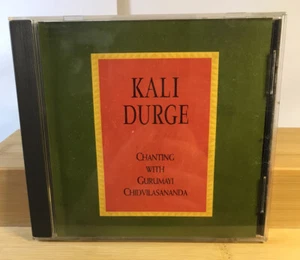 KALI
DURGE
CHANTING
WITH
GURUMAYI
CHIDVILASANANDA